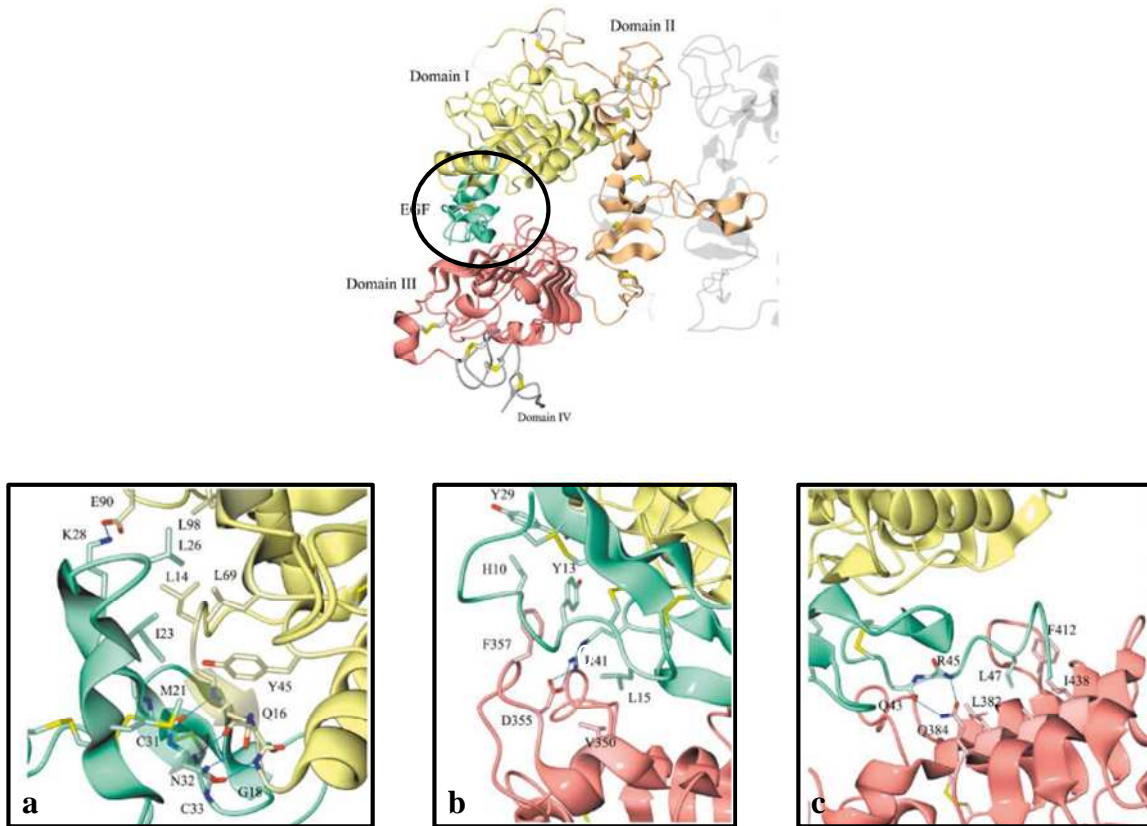 Domain II
Domain I
EGF
Domain III
Domain IV
E90
L98
K28
L26
L14
L69
I23
Y45
M21
Q16
C31
N32
G18
C33
a
Y29
H10
Y13
F357
L15
D355
V350
b
F412
R45
L47
I438
Q43
L382
Q384
c